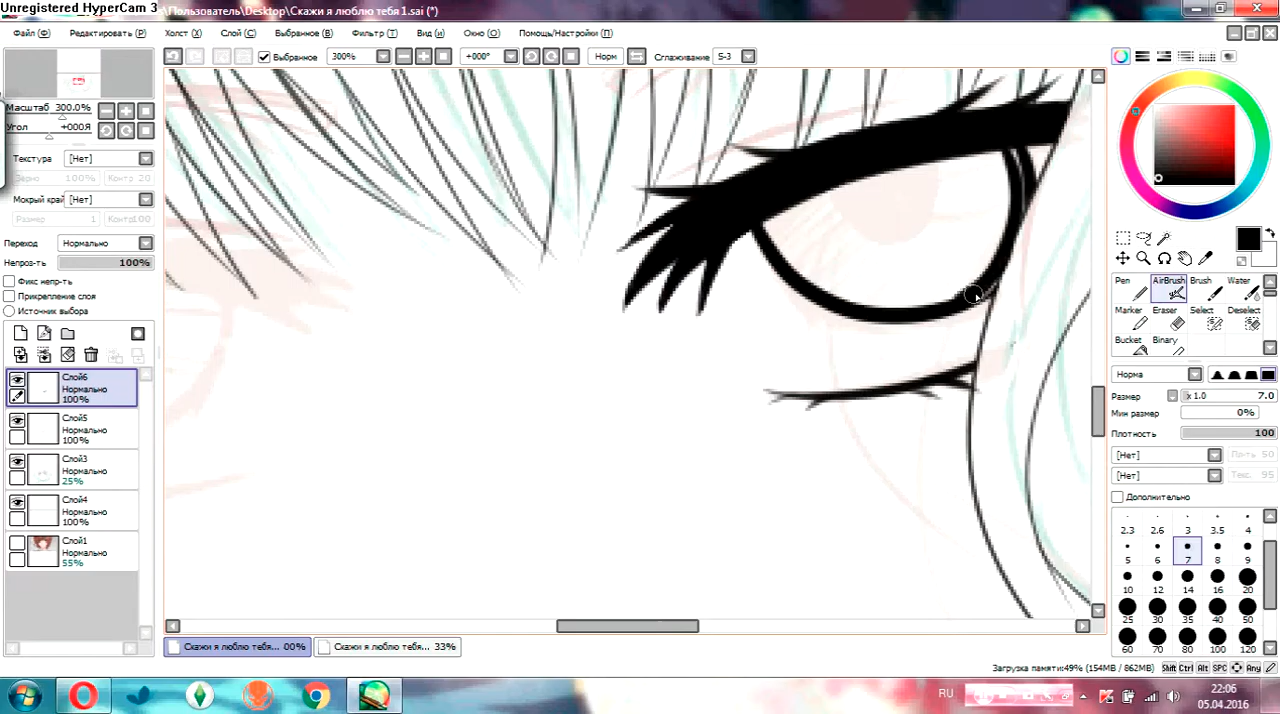 Unregistered HyperCam 3
\Пользователь\Desktop\Скажи я люблю тебя 1.sai (*)
Файл (Ф) Редактировать (Р) Холст (X) Слой (С) Выбранное (В) Фильтр (Т) Вид (и) Окно (О) Помощь/Настройки (П)
Выбранное 300% +000° Норм Сглаживание S-3
Масштаб 300.0%
Угол +000Я
Текстура [Нет]
Зерно 100% Контр 20
Мокрый край [Нет]
Размер 1 Контр 100
Переход Нормально
Непроз-ть 100%
Фикс непр-ть
Прикрепление слоя
Источник выбора
Слой6
Нормально
100%
Слой5
Нормально
100%
Слой3
Нормально
25%
Слой4
Нормально
100%
Слой1
Нормально
55%
Pen AirBrush Brush Water
Marker Eraser Select Deselect
Bucket Binary
Норма
Размер x 1.0 7.0
Мин размер 0%
Плотность 100
[Нет]
[Нет]
Дополнительно
2.3 2.6 3 3.5 4
5 6 7 8 9
10 12 14 16 20
25 30 35 40 50
60 70 80 100 120
Скажи я люблю тебя... 00% Скажи я люблю тебя... 33%
Загрузка памяти:49% (154MB / 862MB) Shift Ctrl Alt SPC Any
RU
22:06
05.04.2016